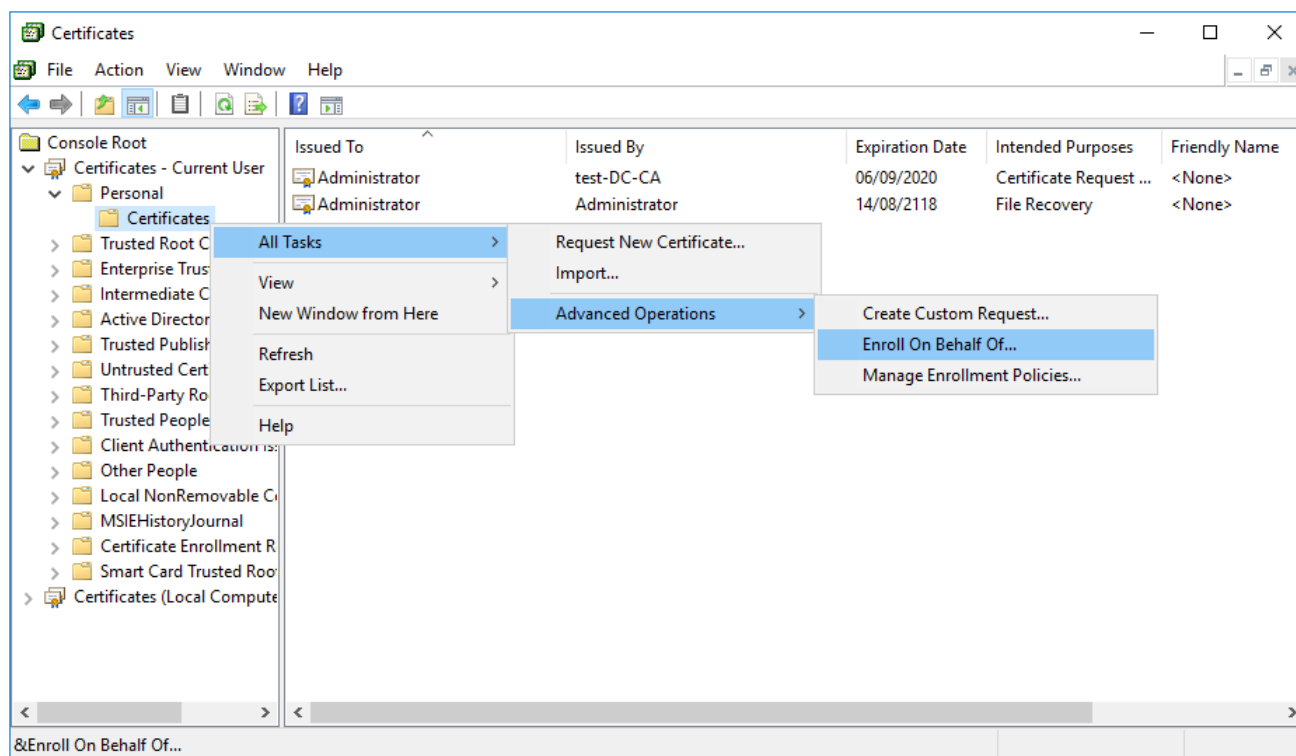 Certificates
File Action View Window Help
Console Root
Certificates - Current User
Personal
Certificates
Trusted Root C
Enterprise Trus
Intermediate C
Active Director
Trusted Publish
Untrusted Cert
Third-Party Ro
Trusted People
Client Authentication Is
Other People
Local NonRemovable C
MSIEHistoryJournal
Certificate Enrollment R
Smart Card Trusted Roo
Certificates (Local Compute
Issued To Issued By Expiration Date Intended Purposes Friendly Name
Administrator test-DC-CA 06/09/2020 Certificate Request ... <None>
Administrator Administrator 14/08/2118 File Recovery <None>
All Tasks
View
New Window from Here
Refresh
Export List...
Help
Request New Certificate...
Import...
Advanced Operations
Create Custom Request...
Enroll On Behalf Of...
Manage Enrollment Policies...
&Enroll On Behalf Of...